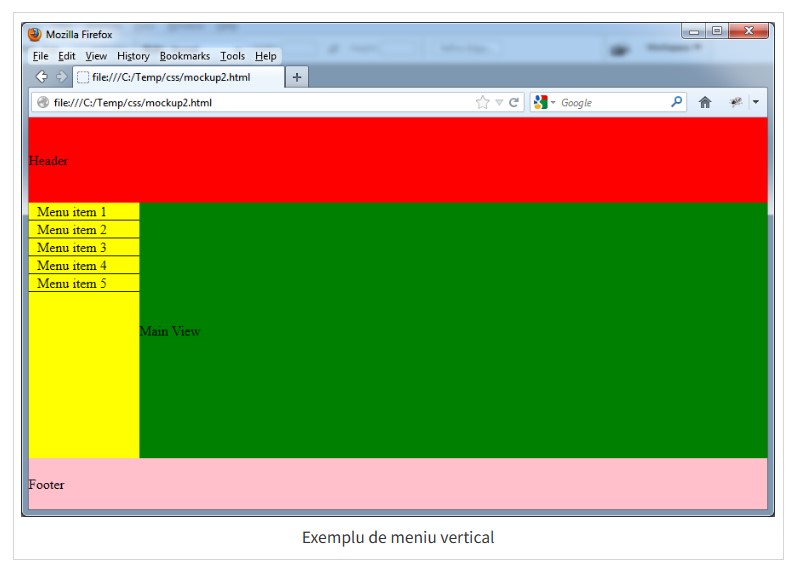 Mozilla Firefox
File Edit View History Bookmarks Tools Help
file:///C:/Temp/css/mockup2.html
file:///C:/Temp/css/mockup2.html
Google
Header
Menu item 1
Menu item 2
Menu item 3
Menu item 4
Menu item 5
Main View
Footer
Exemplu de meniu vertical